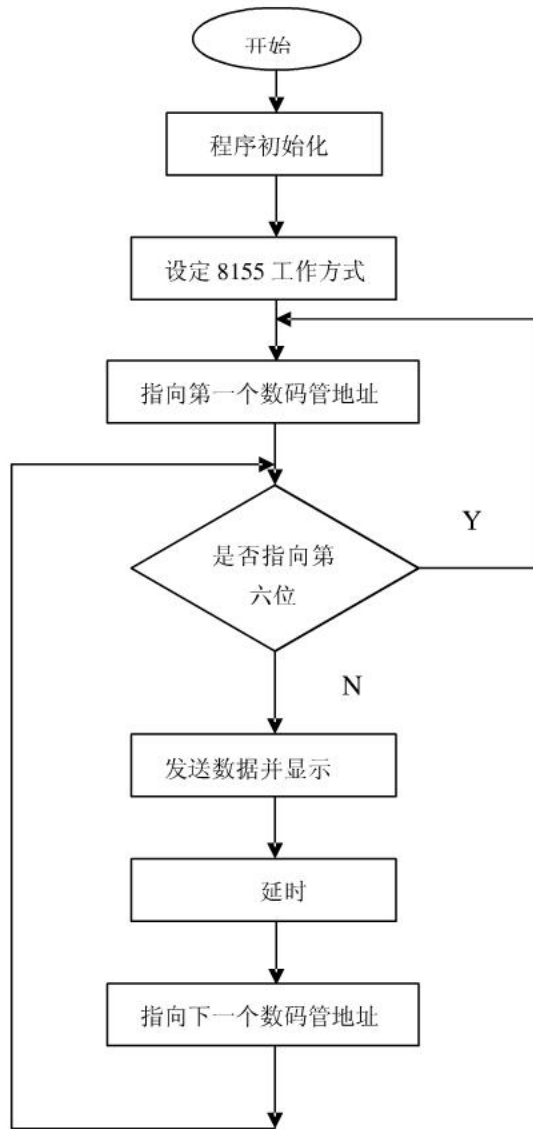 开始
程序初始化
设定 8155 工作方式
指向第一个数码管地址
Y
是否指向第
六位
N
发送数据并显示
延时
指向下一个数码管地址